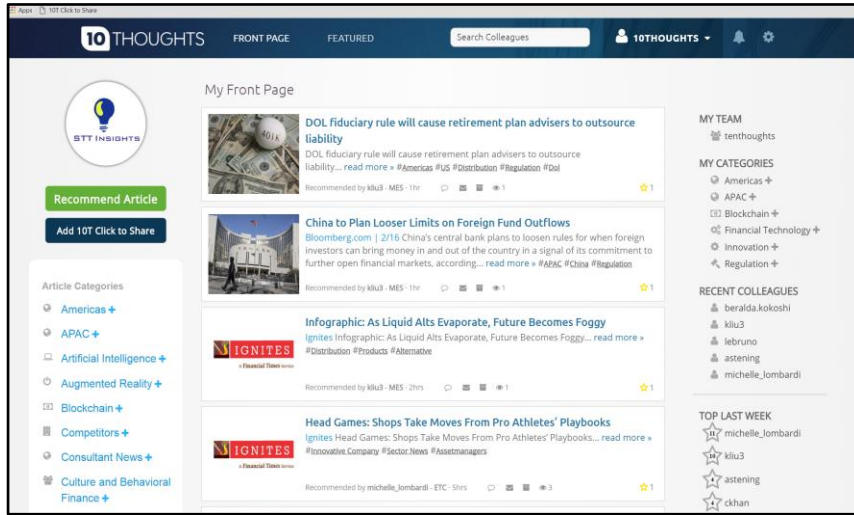 Apps 10T Click to Share
10 THOUGHTS
FRONT PAGE
FEATURED
Search Colleagues
10THOUGHTS
STT INSIGHTS
Recommend Article
Add 10T Click to Share
Article Categories
Americas +
APAC +
Artificial Intelligence +
Augmented Reality +
Blockchain +
Competitors +
Consultant News +
Culture and Behavioral
Finance +
My Front Page
401K
DOL fiduciary rule will cause retirement plan advisers to outsource
liability
DOL fiduciary rule will cause retirement plan advisers to outsource
liability... read more » #Americas #US #Distribution #Regulation #Dol
Recommended by kliu3 - MES - 1hr 1 1
China to Plan Looser Limits on Foreign Fund Outflows
Bloomberg.com | 2/16 China's central bank plans to loosen rules for when foreign
investors can bring money in and out of the country in a signal of its commitment to
further open financial markets, according... read more » #APAC #China #Regulation
Recommended by kliu3 - MES - 1hr 1 1
IGNITES
a Financial Times Service
Infographic: As Liquid Alts Evaporate, Future Becomes Foggy
Ignites Infographic: As Liquid Alts Evaporate, Future Becomes Foggy... read more »
#Distribution #Products #Alternative
Recommended by kliu3 - MES - 2hrs 1 1
IGNITES
a Financial Times Service
Head Games: Shops Take Moves From Pro Athletes' Playbooks
Ignites Head Games: Shops Take Moves From Pro Athletes' Playbooks... read more »
#Innovative Company #Sector News #Assetmanagers
Recommended by michelle_lombardi - ETC - 5hrs 3 1
MY TEAM
tenthoughts
MY CATEGORIES
Americas +
APAC +
Blockchain +
Financial Technology +
Innovation +
Regulation +
RECENT COLLEAGUES
beralda.kokoshi
kliu3
lebruno
astening
michelle_lombardi
TOP LAST WEEK
11 michelle_lombardi
10 kliu3
4 astening
4 ckhan